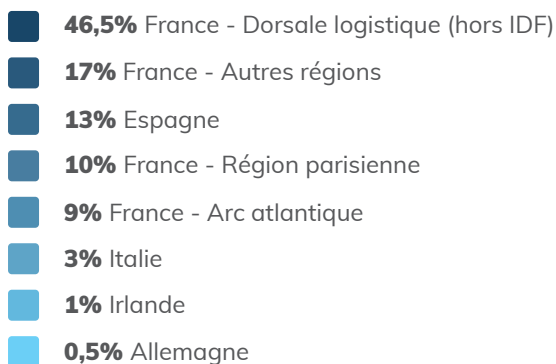 46,5% France - Dorsale logistique (hors IDF)
17% France - Autres régions
13% Espagne
10% France - Région parisienne
9% France - Arc atlantique
3% Italie
1% Irlande
0,5% Allemagne